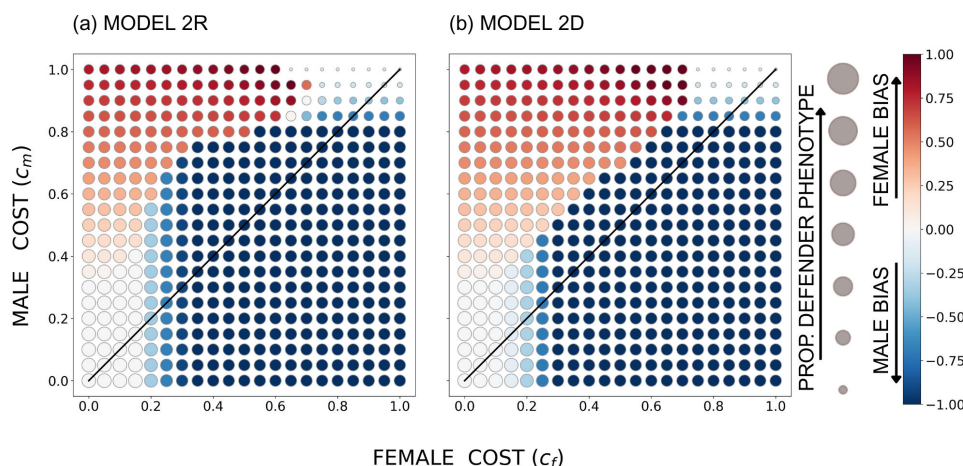 (a) MODEL 2R
(b) MODEL 2D
MALE COST (cm)
1.0
0.8
0.6
0.4
0.2
0.0
0.0 0.2 0.4 0.6 0.8 1.0
0.0 0.2 0.4 0.6 0.8 1.0
FEMALE COST (cf)
PROP. DEFENDER PHENOTYPE
FEMALE BIAS
MALE BIAS
1.00
0.75
0.50
0.25
0.00
−0.25
−0.50
−0.75
−1.00